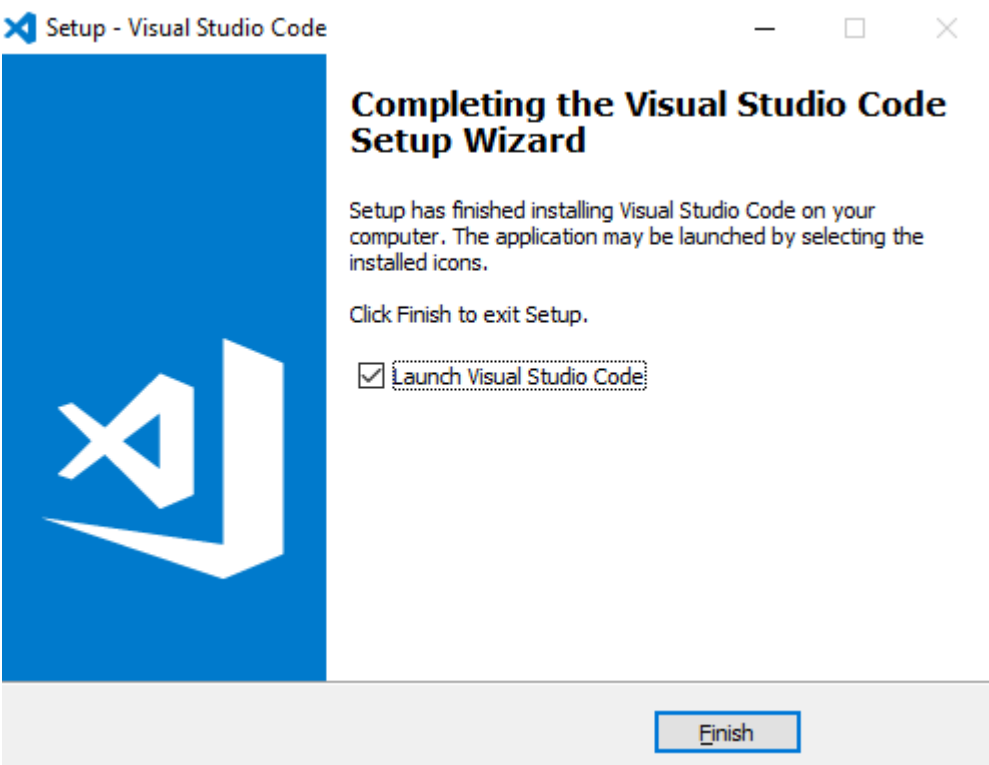 Setup - Visual Studio Code
Completing the Visual Studio Code
Setup Wizard
Setup has finished installing Visual Studio Code on your
computer. The application may be launched by selecting the
installed icons.
Click Finish to exit Setup.
Launch Visual Studio Code
Finish